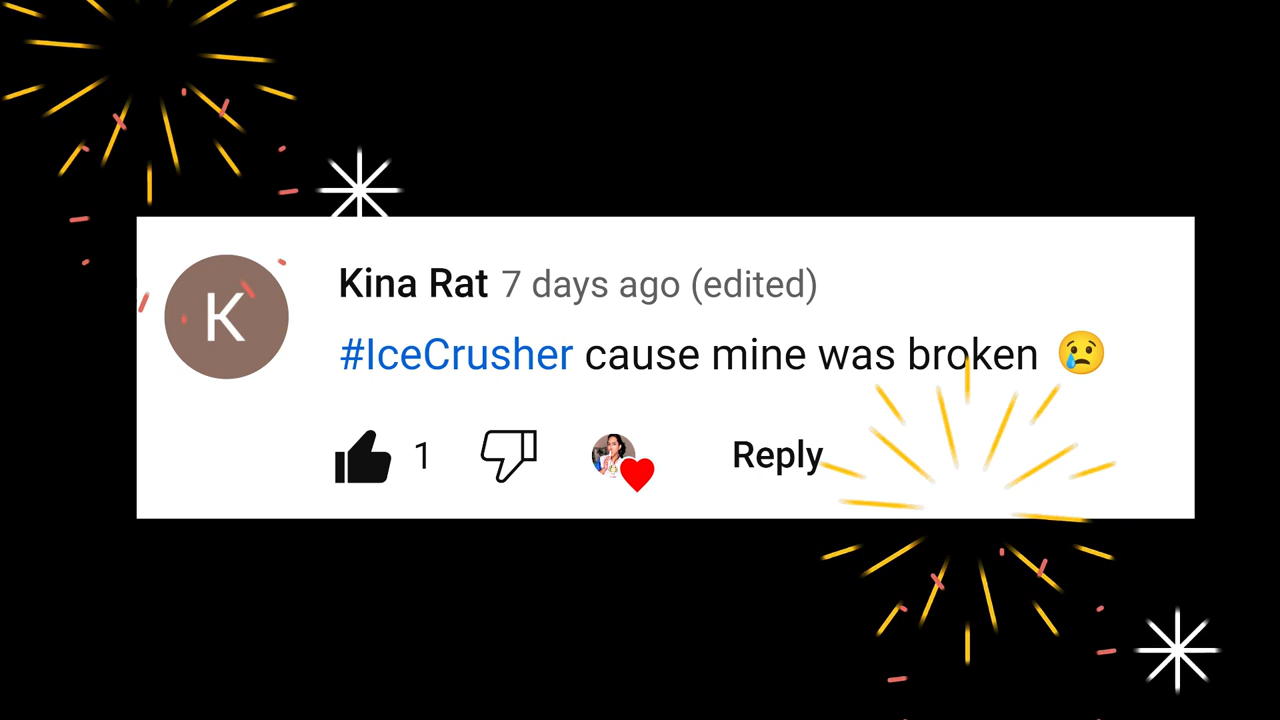 K
Kina Rat 7 days ago (edited)
#IceCrusher cause mine was broken 😢
1 Reply